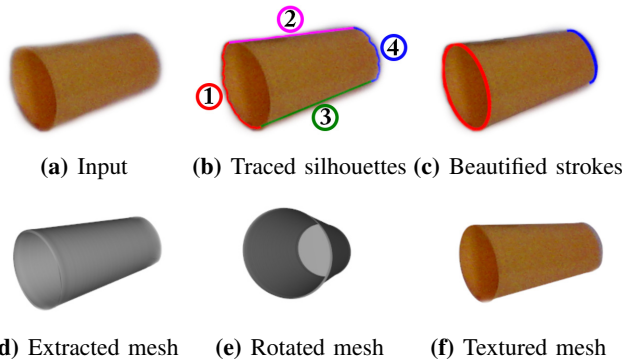 2
4
1
3
(a) Input (b) Traced silhouettes (c) Beautified strokes
d) Extracted mesh (e) Rotated mesh (f) Textured mesh